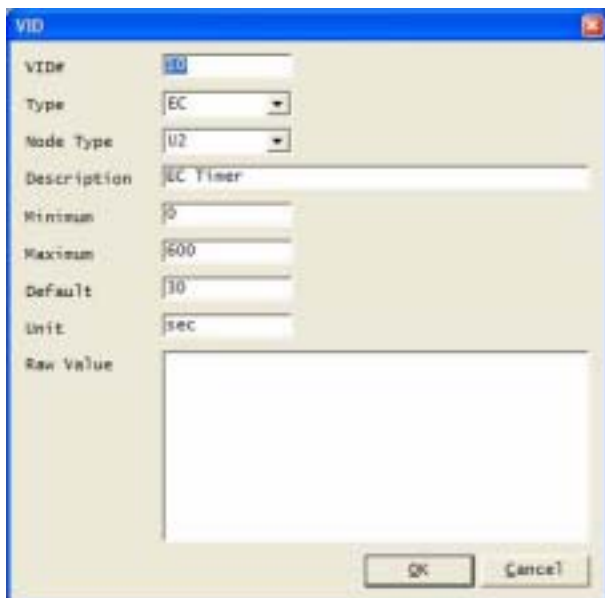 VID
VID# 10
Type EC
Node Type U2
Description EC Timer
Minimum 0
Maximum 600
Default 30
Unit sec
Raw Value
OK Cancel